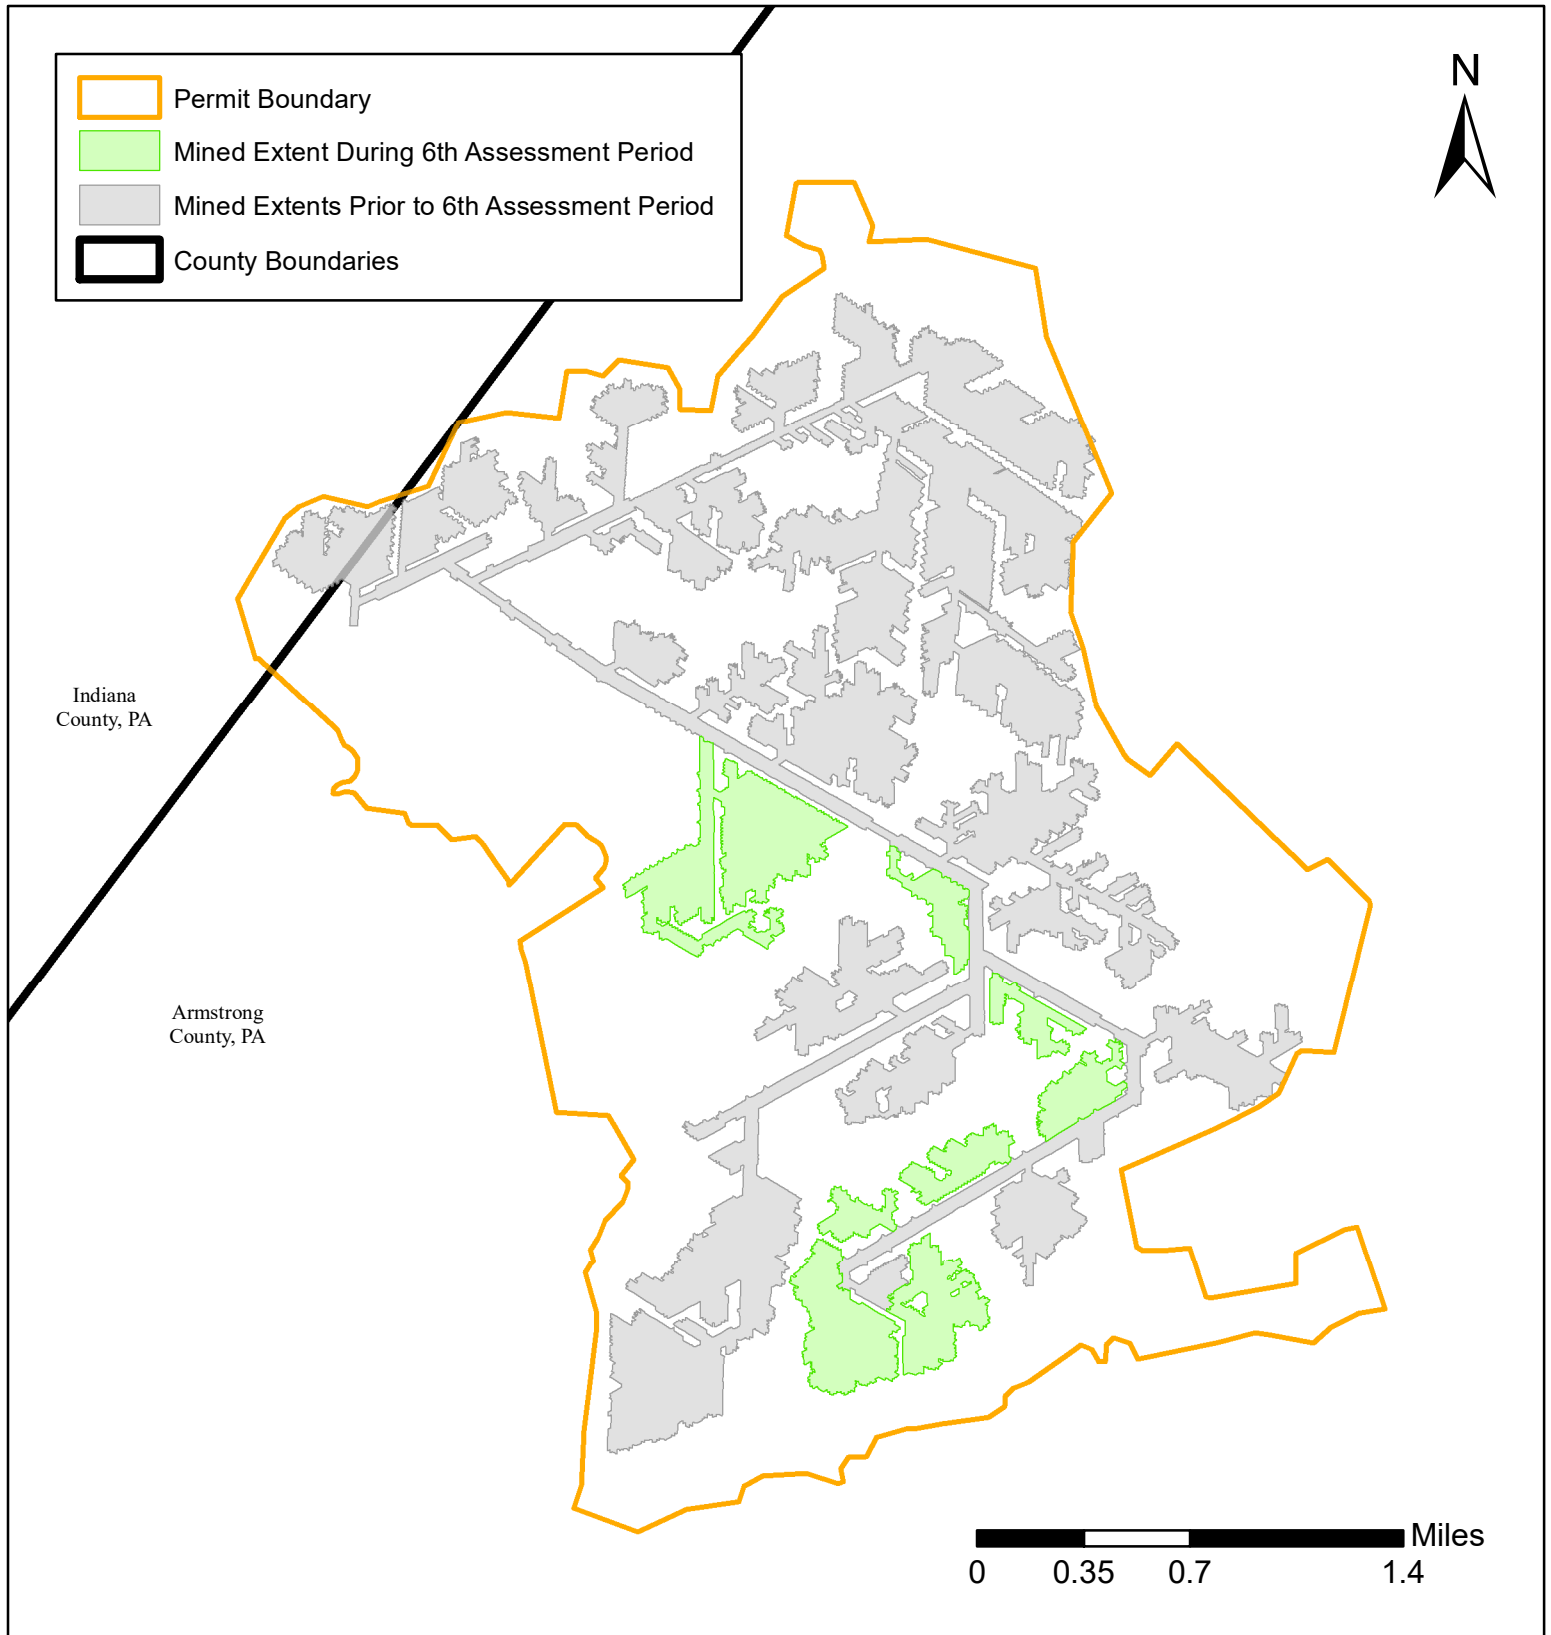 Permit Boundary
Mined Extent During 6th Assessment Period
Mined Extents Prior to 6th Assessment Period
County Boundaries
N
Indiana
County, PA
Armstrong
County, PA
Miles
0 0.35 0.7 1.4